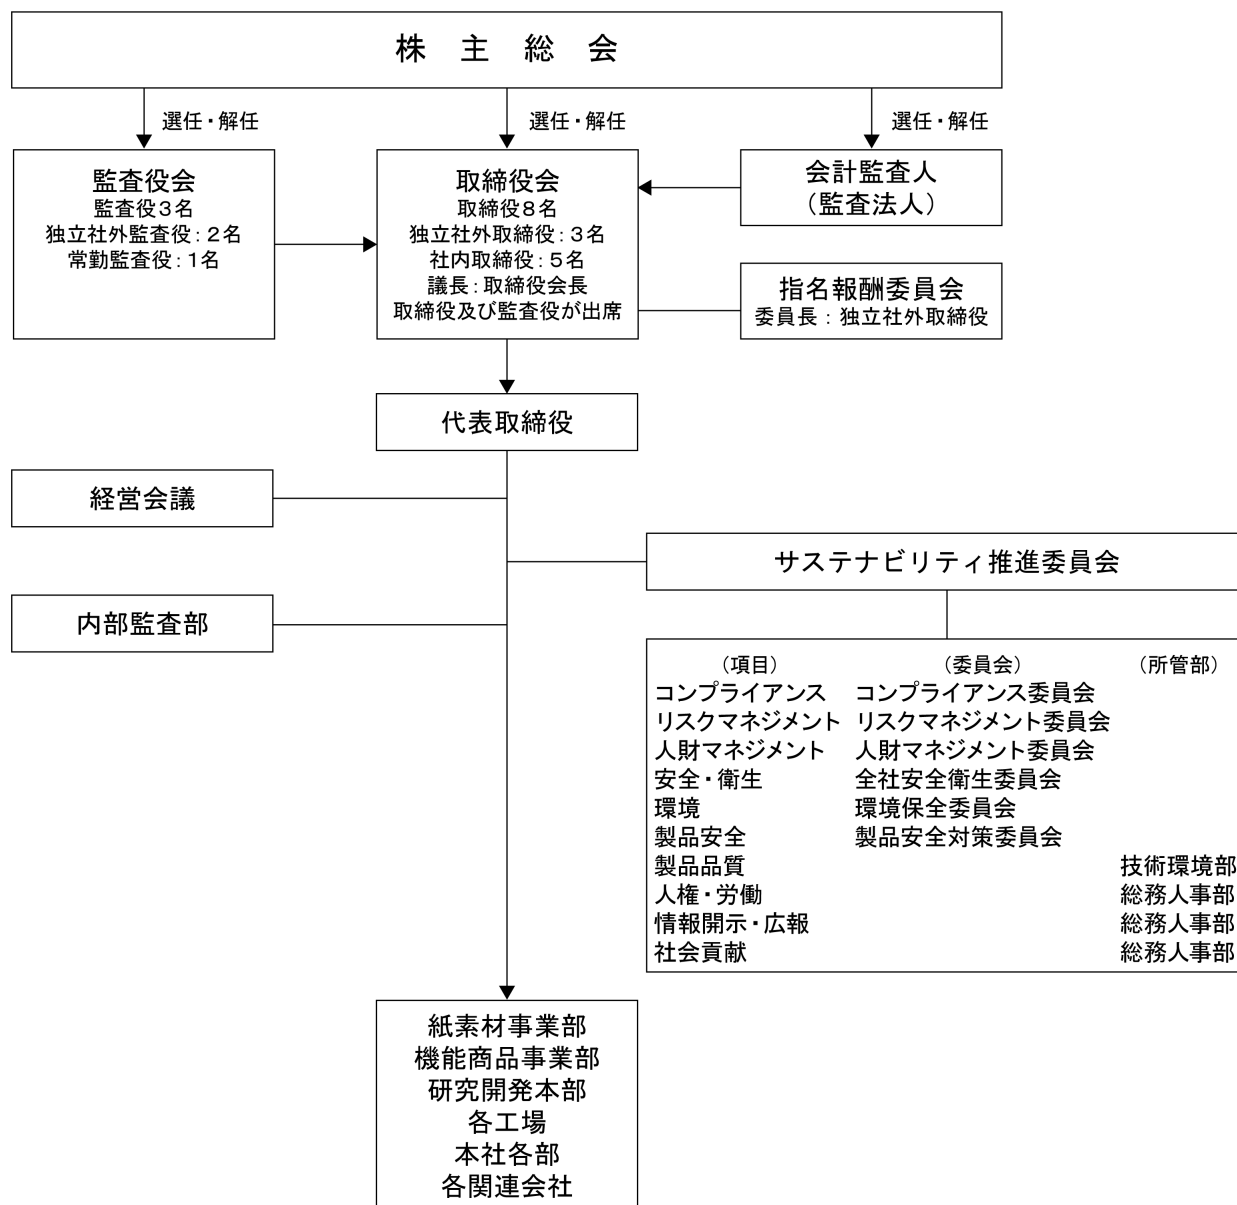 株 主 総 会
選任・解任
選任・解任
選任・解任
監査役会
監査役3名
独立社外監査役：2名
常勤監査役：1名
取締役会
取締役8名
独立社外取締役：3名
社内取締役：5名
議長：取締役会長
取締役及び監査役が出席
会計監査人
（監査法人）
指名報酬委員会
委員長：独立社外取締役
代表取締役
経営会議
サステナビリティ推進委員会
内部監査部
（項目） （委員会） （所管部）
コンプライアンス コンプライアンス委員会
リスクマネジメント リスクマネジメント委員会
人財マネジメント 人財マネジメント委員会
安全・衛生 全社安全衛生委員会
環境 環境保全委員会
製品安全 製品安全対策委員会
製品品質 技術環境部
人権・労働 総務人事部
情報開示・広報 総務人事部
社会貢献 総務人事部
紙素材事業部
機能商品事業部
研究開発本部
各工場
本社各部
各関連会社